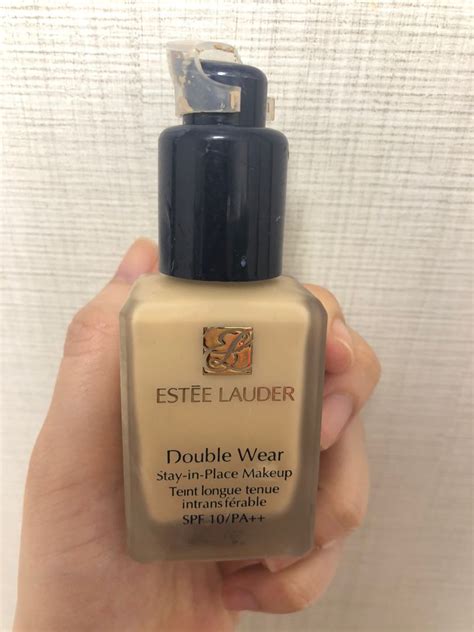 ESTĒE LAUDER
Double Wear
Stay-in-Place Makeup
Teint longue tenue
intransférable
SPF 10/PA++